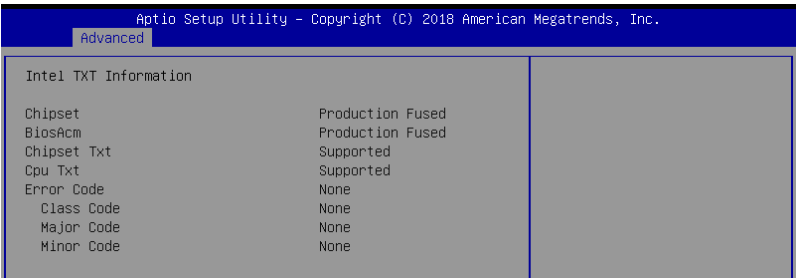 Aptio Setup Utility – Copyright (C) 2018 American Megatrends, Inc.
Advanced
Intel TXT Information
Chipset Production Fused
BiosAcm Production Fused
Chipset Txt Supported
Cpu Txt Supported
Error Code None
Class Code None
Major Code None
Minor Code None